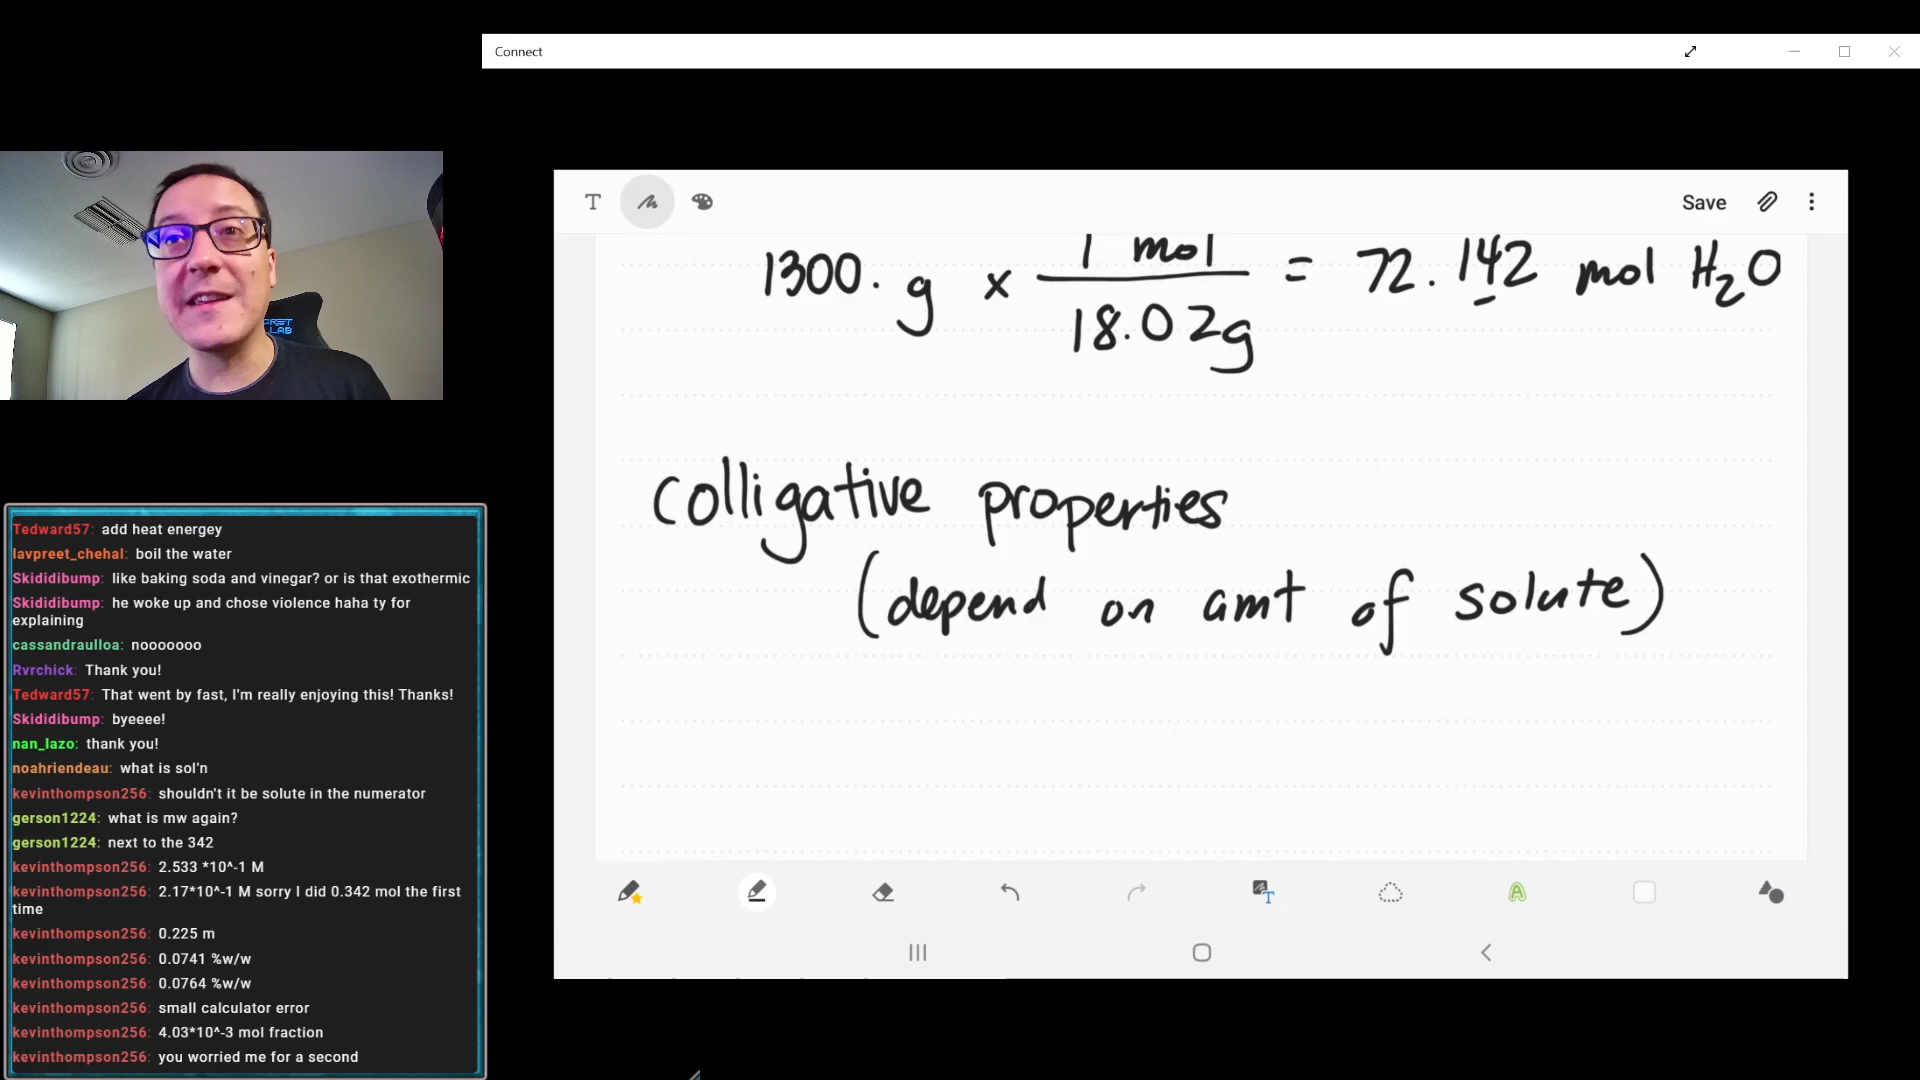 Connect
Save
1300. g x 1 mol / 18.02g = 72.142 mol H₂O
Colligative properties
(depend on amt of solute)
Tedward57: add heat energey
lavpreet_chehal: boil the water
Skididibump: like baking soda and vinegar? or is that exothermic
Skididibump: he woke up and chose violence haha ty for
explaining
cassandraulloa: nooooooo
Rvrchick: Thank you!
Tedward57: That went by fast, I'm really enjoying this! Thanks!
Skididibump: byeeee!
nan_lazo: thank you!
noahriendeau: what is sol'n
kevinthompson256: shouldn't it be solute in the numerator
gerson1224: what is mw again?
gerson1224: next to the 342
kevinthompson256: 2.533 *10^-1 M
kevinthompson256: 2.17*10^-1 M sorry I did 0.342 mol the first
time
kevinthompson256: 0.225 m
kevinthompson256: 0.0741 %w/w
kevinthompson256: 0.0764 %w/w
kevinthompson256: small calculator error
kevinthompson256: 4.03*10^-3 mol fraction
kevinthompson256: you worried me for a second